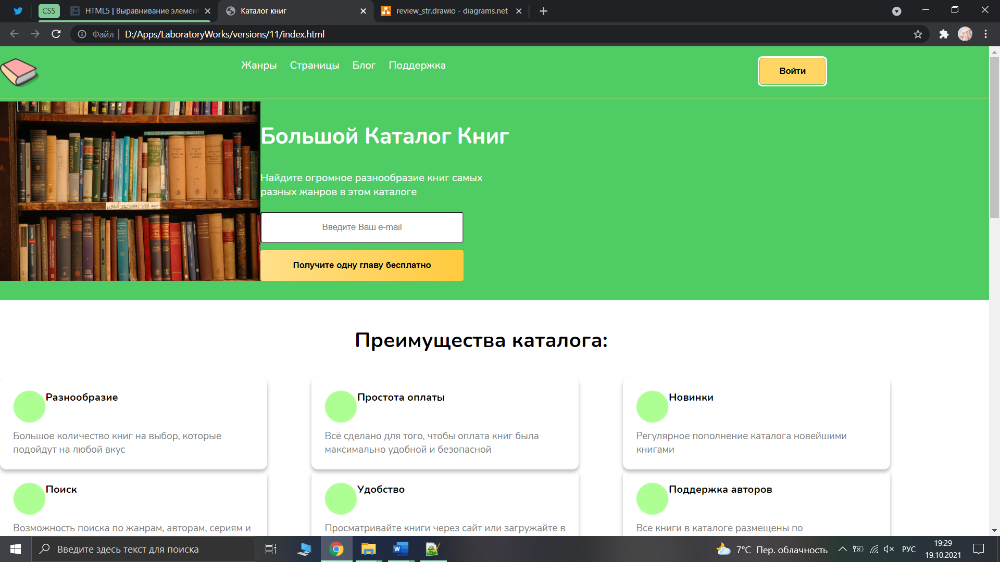 CSS
HTML5 | Выравнивание элемен
Каталог книг
review_str.drawio - diagrams.net
Файл
D:/Apps/LaboratoryWorks/versions/11/index.html
Жанры Страницы Блог Поддержка
Войти
Большой Каталог Книг
Найдите огромное разнообразие книг самых
разных жанров в этом каталоге
Введите Ваш e-mail
Получите одну главу бесплатно
Преимущества каталога:
Разнообразие
Большое количество книг на выбор, которые
подойдут на любой вкус
Простота оплаты
Всё сделано для того, чтобы оплата книг была
максимально удобной и безопасной
Новинки
Регулярное пополнение каталога новейшими
книгами
Поиск
Возможность поиска по жанрам, авторам, сериям и
Удобство
Просматривайте книги через сайт или загружайте в
Поддержка авторов
Все книги в каталоге размещены по
Введите здесь текст для поиска
7°C Пер. облачность
РУС
19:29
19.10.2021